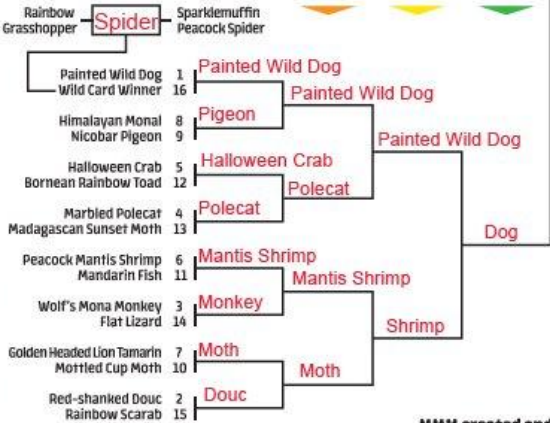 Rainbow
Grasshopper
Spider
Sparklemuffin
Peacock Spider
Painted Wild Dog 1
Wild Card Winner 16
Painted Wild Dog
Painted Wild Dog
Himalayan Monal 8
Nicobar Pigeon 9
Pigeon
Painted Wild Dog
Halloween Crab 5
Bornean Rainbow Toad 12
Halloween Crab
Polecat
Marbled Polecat 4
Madagascan Sunset Moth 13
Polecat
Dog
Peacock Mantis Shrimp 6
Mandarin Fish 11
Mantis Shrimp
Mantis Shrimp
Wolf's Mona Monkey 3
Flat Lizard 14
Monkey
Shrimp
Golden Headed Lion Tamarin 7
Mottled Cup Moth 10
Moth
Moth
Red-shanked Douc 2
Rainbow Scarab 15
Douc